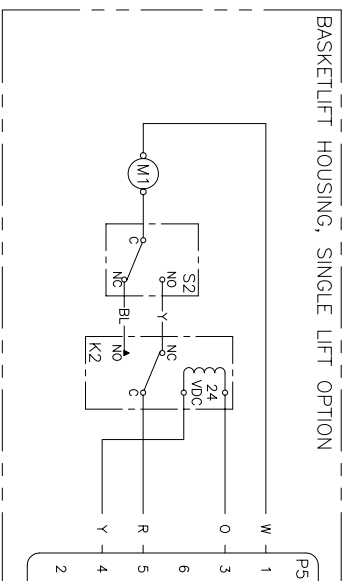 BASKETLIFT HOUSING, SINGLE LIFT OPTION
M1
S2
C
NO
NC
Y
BL
K2
NC
NO
C
24
VDC
W
O
R
Y
P5
1
3
6
5
4
2